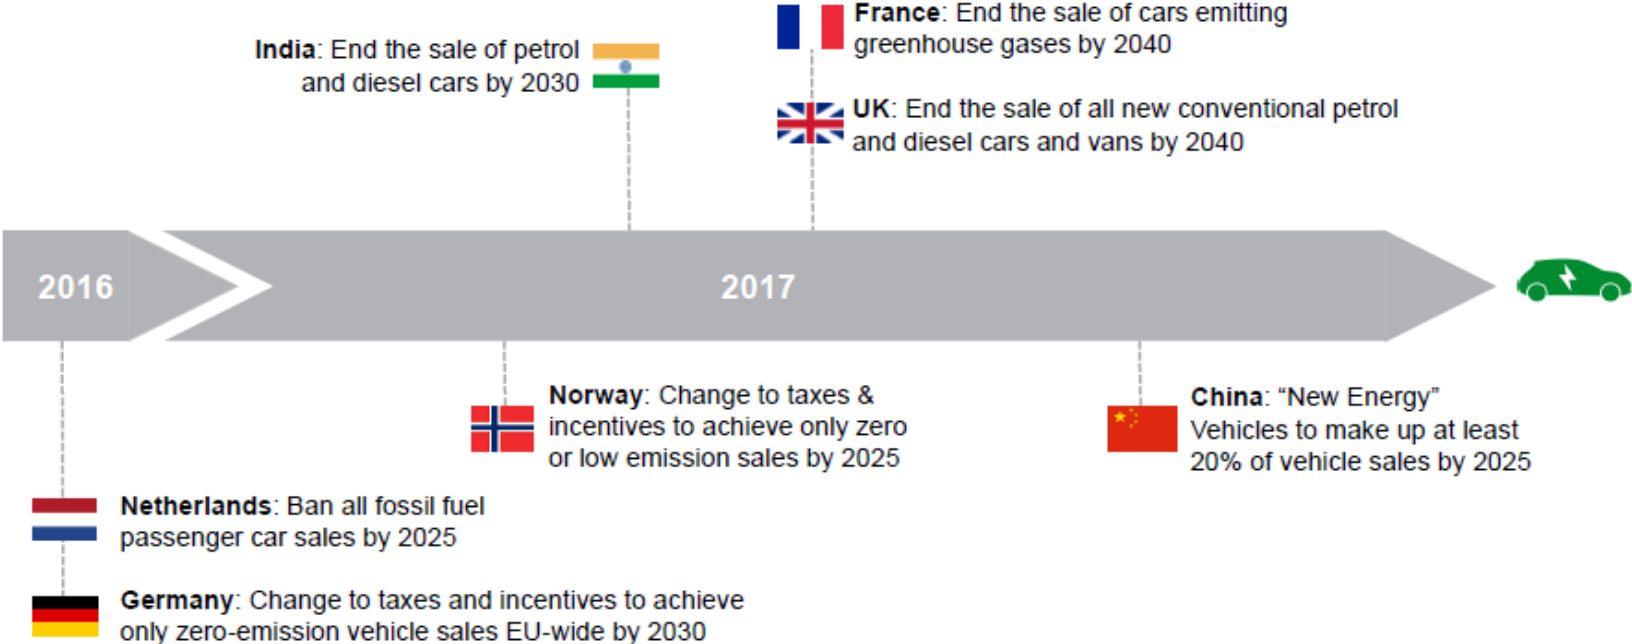 France: End the sale of cars emitting
greenhouse gases by 2040
India: End the sale of petrol
and diesel cars by 2030
UK: End the sale of all new conventional petrol
and diesel cars and vans by 2040
2016
2017
Norway: Change to taxes &
incentives to achieve only zero
or low emission sales by 2025
China: “New Energy”
Vehicles to make up at least
20% of vehicle sales by 2025
Netherlands: Ban all fossil fuel
passenger car sales by 2025
Germany: Change to taxes and incentives to achieve
only zero-emission vehicle sales EU-wide by 2030